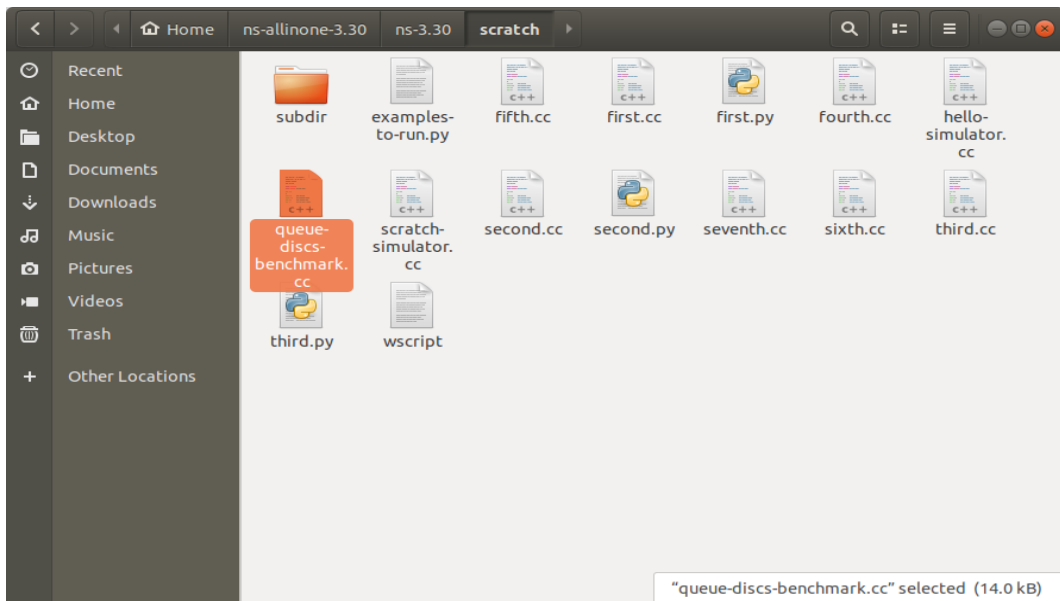 Home ns-allinone-3.30 ns-3.30 scratch
Recent
Home
Desktop
Documents
Downloads
Music
Pictures
Videos
Trash
Other Locations
subdir
examples-
to-run.py
fifth.cc
first.cc
first.py
fourth.cc
hello-
simulator.
cc
queue-
discs-
benchmark.
cc
scratch-
simulator.
cc
second.cc
second.py
seventh.cc
sixth.cc
third.cc
third.py
wscript
"queue-discs-benchmark.cc" selected (14.0 kB)